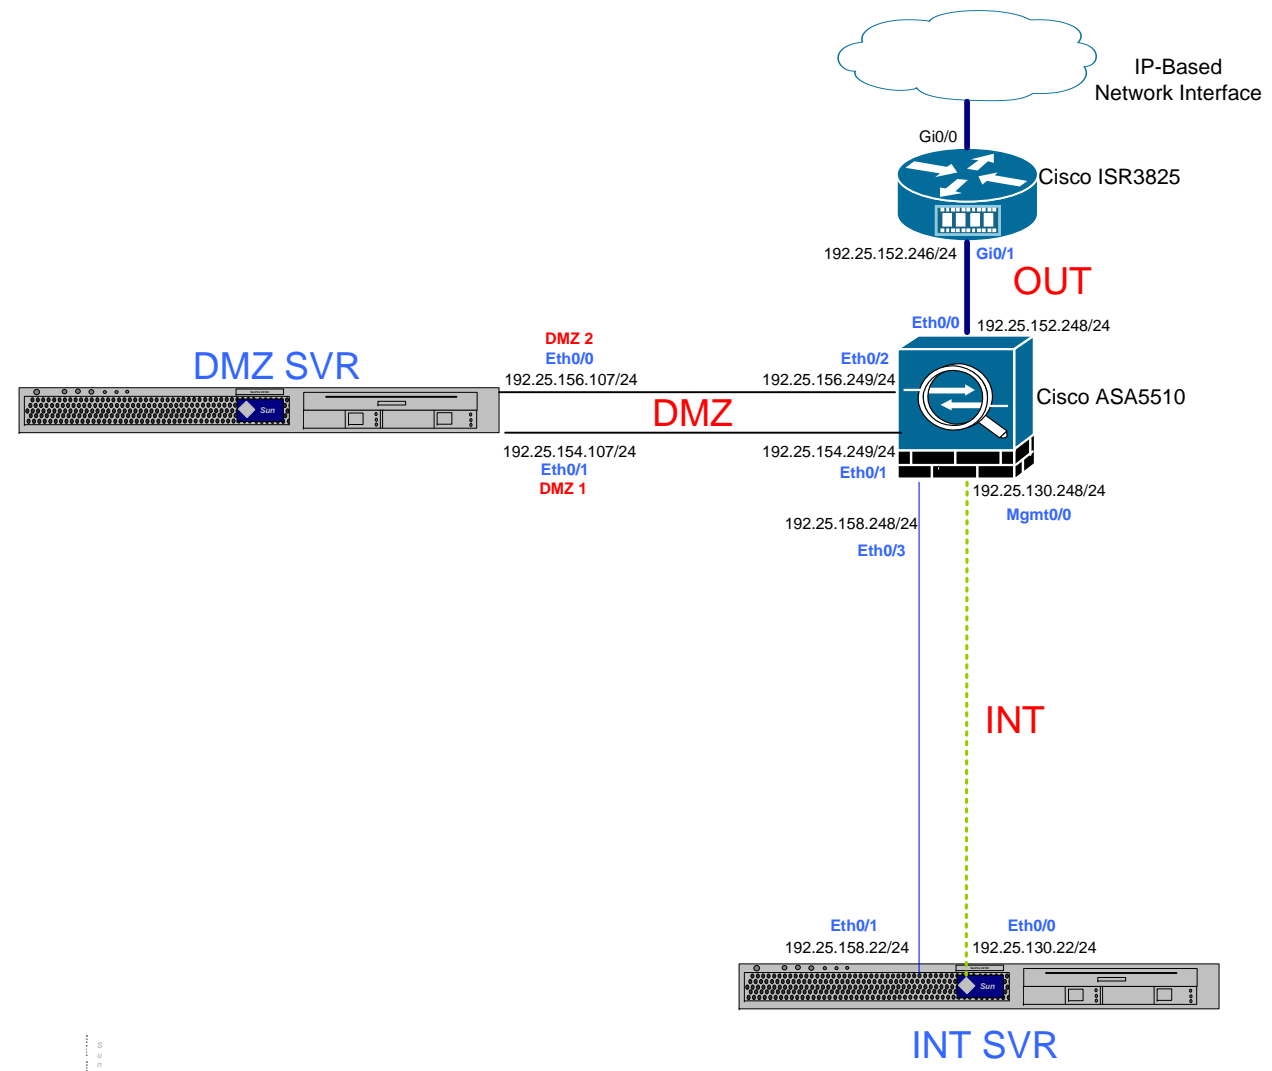 IP-Based
Network Interface
Gi0/0
Cisco ISR3825
192.25.152.246/24
Gi0/1
OUT
Eth0/0
192.25.152.248/24
DMZ 2
DMZ SVR
Eth0/0
Eth0/2
192.25.156.107/24
192.25.156.249/24
Cisco ASA5510
Sun
DMZ
192.25.154.107/24
192.25.154.249/24
Eth0/1
Eth0/1
DMZ 1
192.25.130.248/24
Mgmt0/0
192.25.158.248/24
Eth0/3
INT
Eth0/1
Eth0/0
192.25.158.22/24
192.25.130.22/24
Sun
INT SVR
Sun